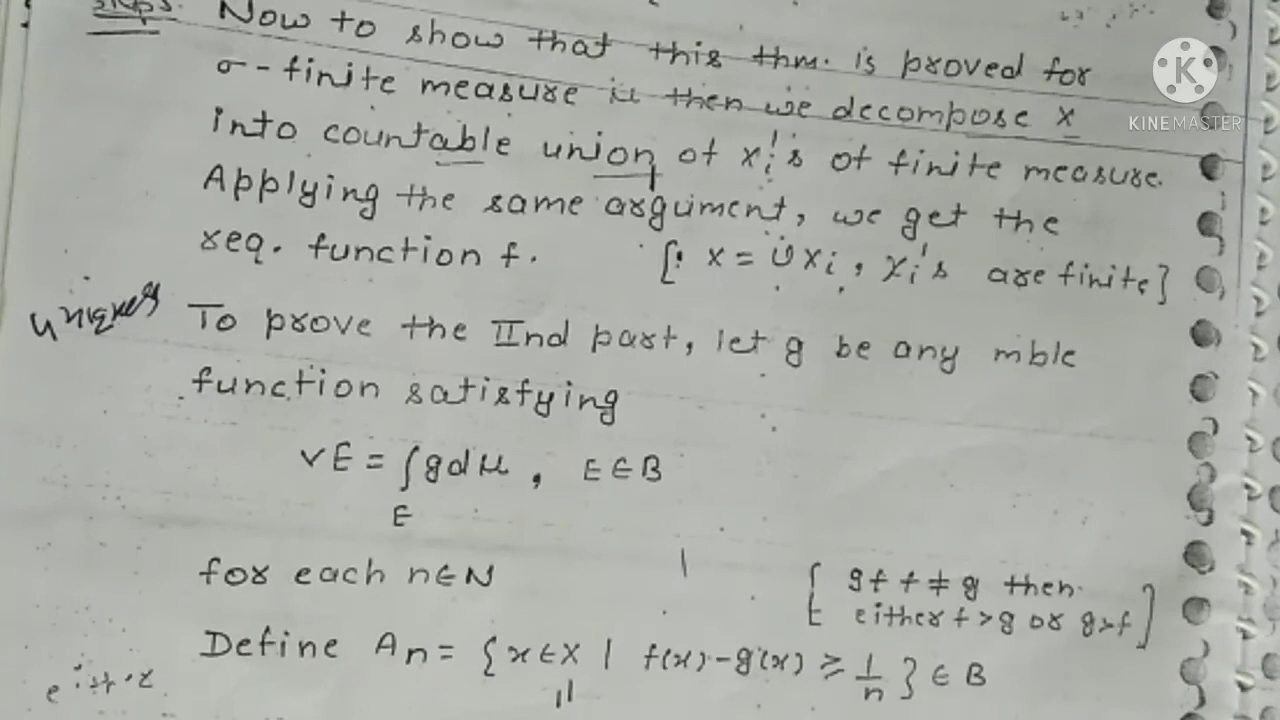 Now to show that this thm. is proved for
σ-finite measure μ then we decompose X
into countable union of Xi's of finite measure.
Applying the same argument, we get the
req. function f. [∵ X = ∪Xi, Xi's are finite]
To prove the IInd part, let g be any mble
function satisfying
νE = ∫ g dμ, E ∈ B
E
for each n∈N
[ If f ≠ g then
either f > g or g > f ]
Define An = {x∈X | f(x) - g(x) ≥ 1/n} ∈ B
KINEMASTER